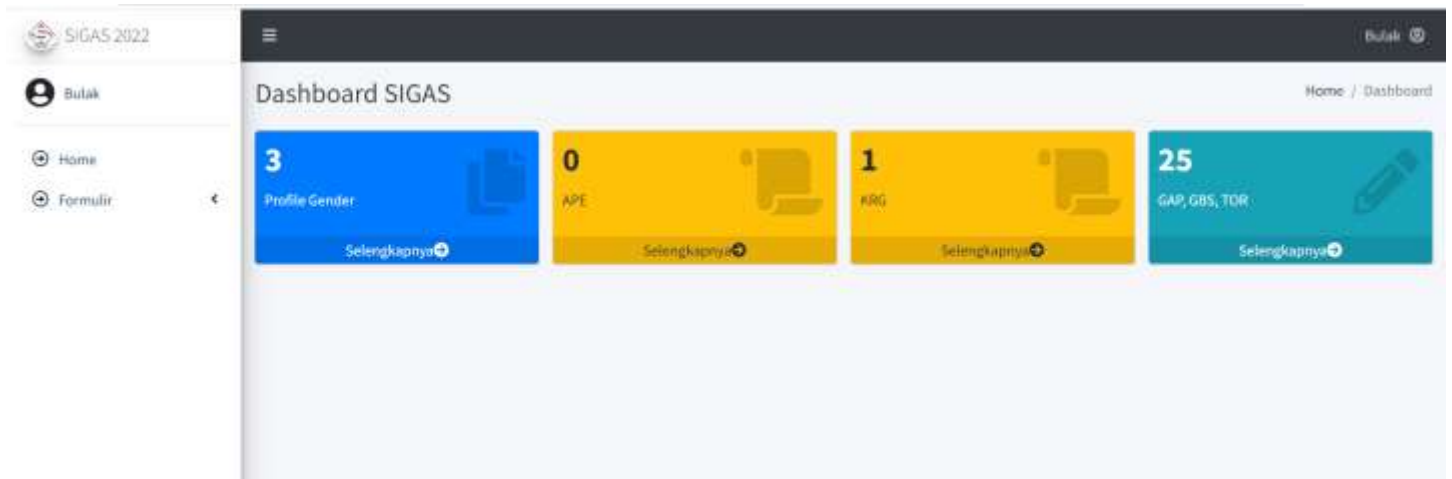 SIGAS 2022
Bulak
Bulak
Home
Formulir
Dashboard SIGAS
Home / Dashboard
3
Profile Gender
Selengkapnya
0
APE
Selengkapnya
1
KRG
Selengkapnya
25
GAP, GBS, TOR
Selengkapnya